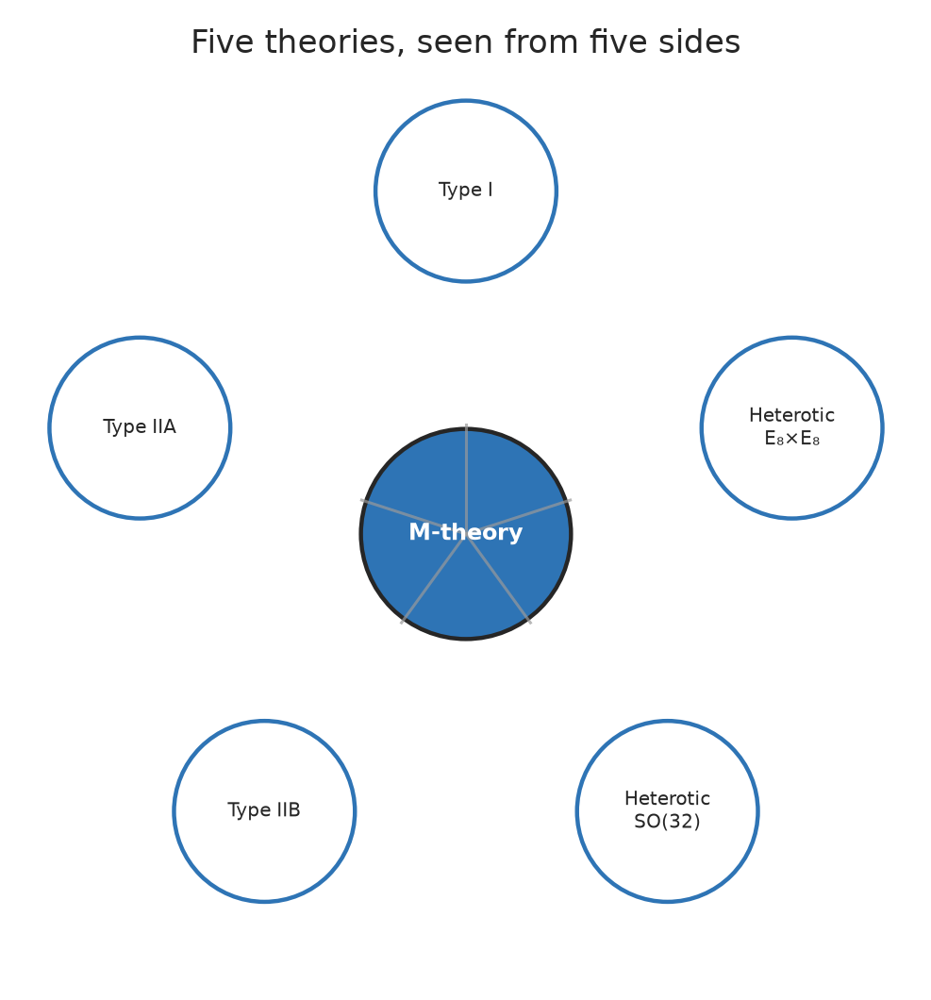 Five theories, seen from five sides
Type I
Type IIA
Heterotic
E₈×E₈
M-theory
Type IIB
Heterotic
SO(32)